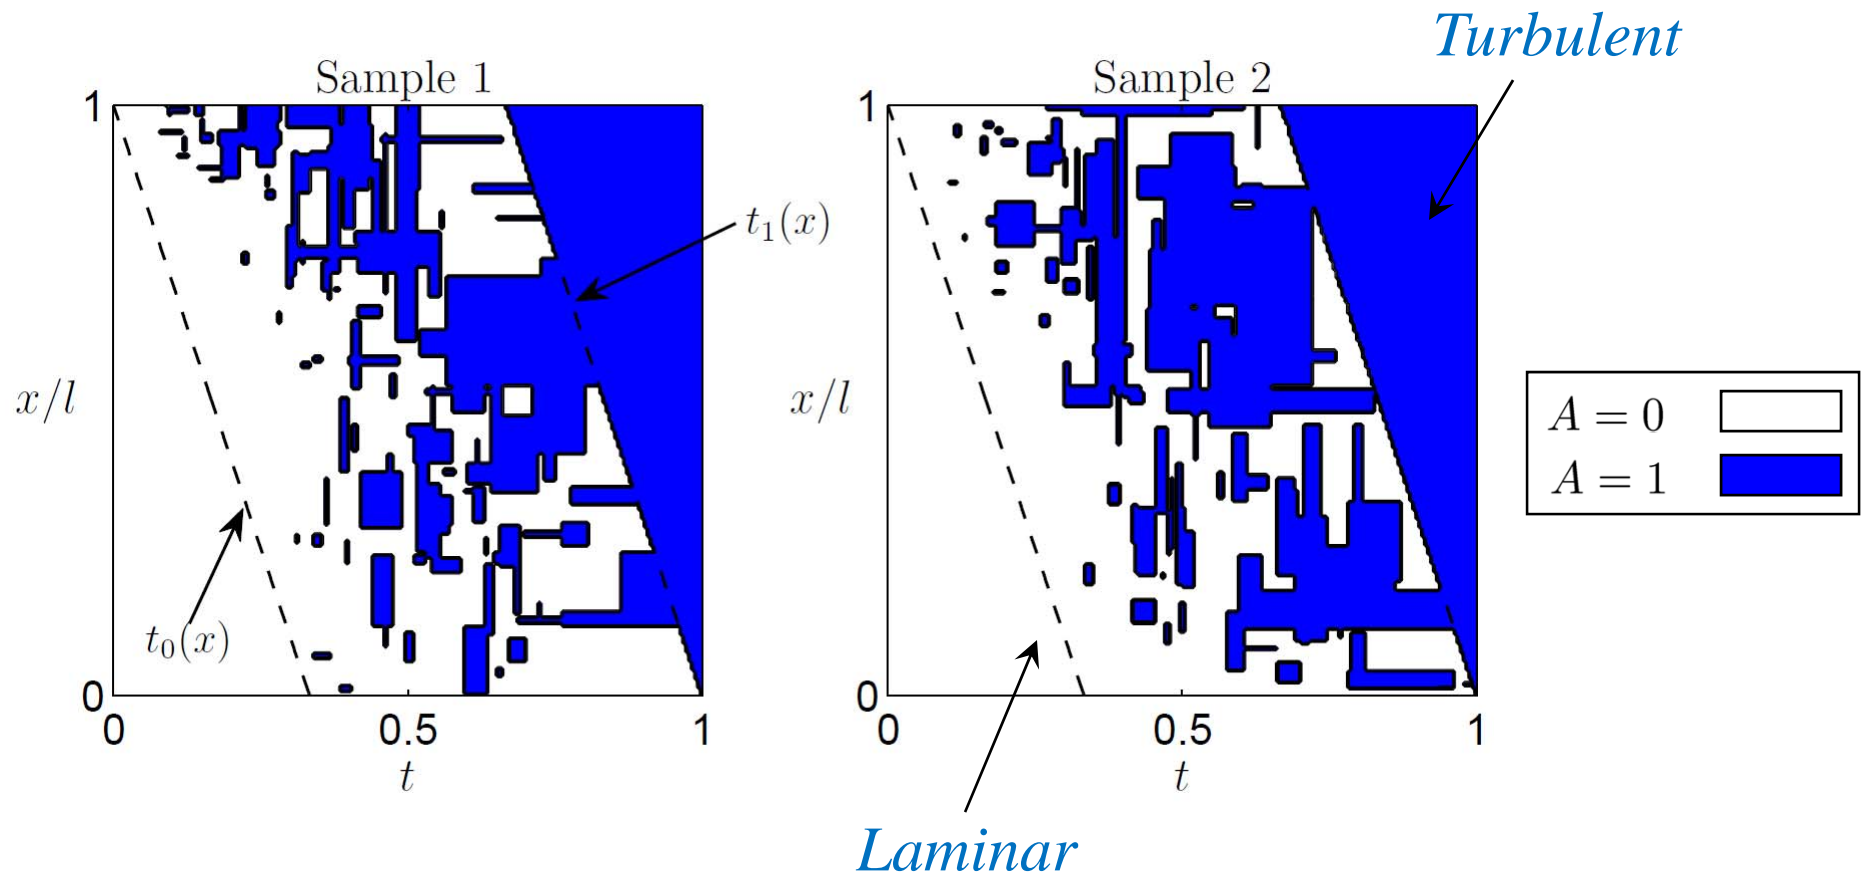 Turbulent
Sample 1
Sample 2
1
1
t₁(x)
x/l
x/l
A = 0
A = 1
t₀(x)
0
0
0 0.5 1
0 0.5 1
t
t
Laminar